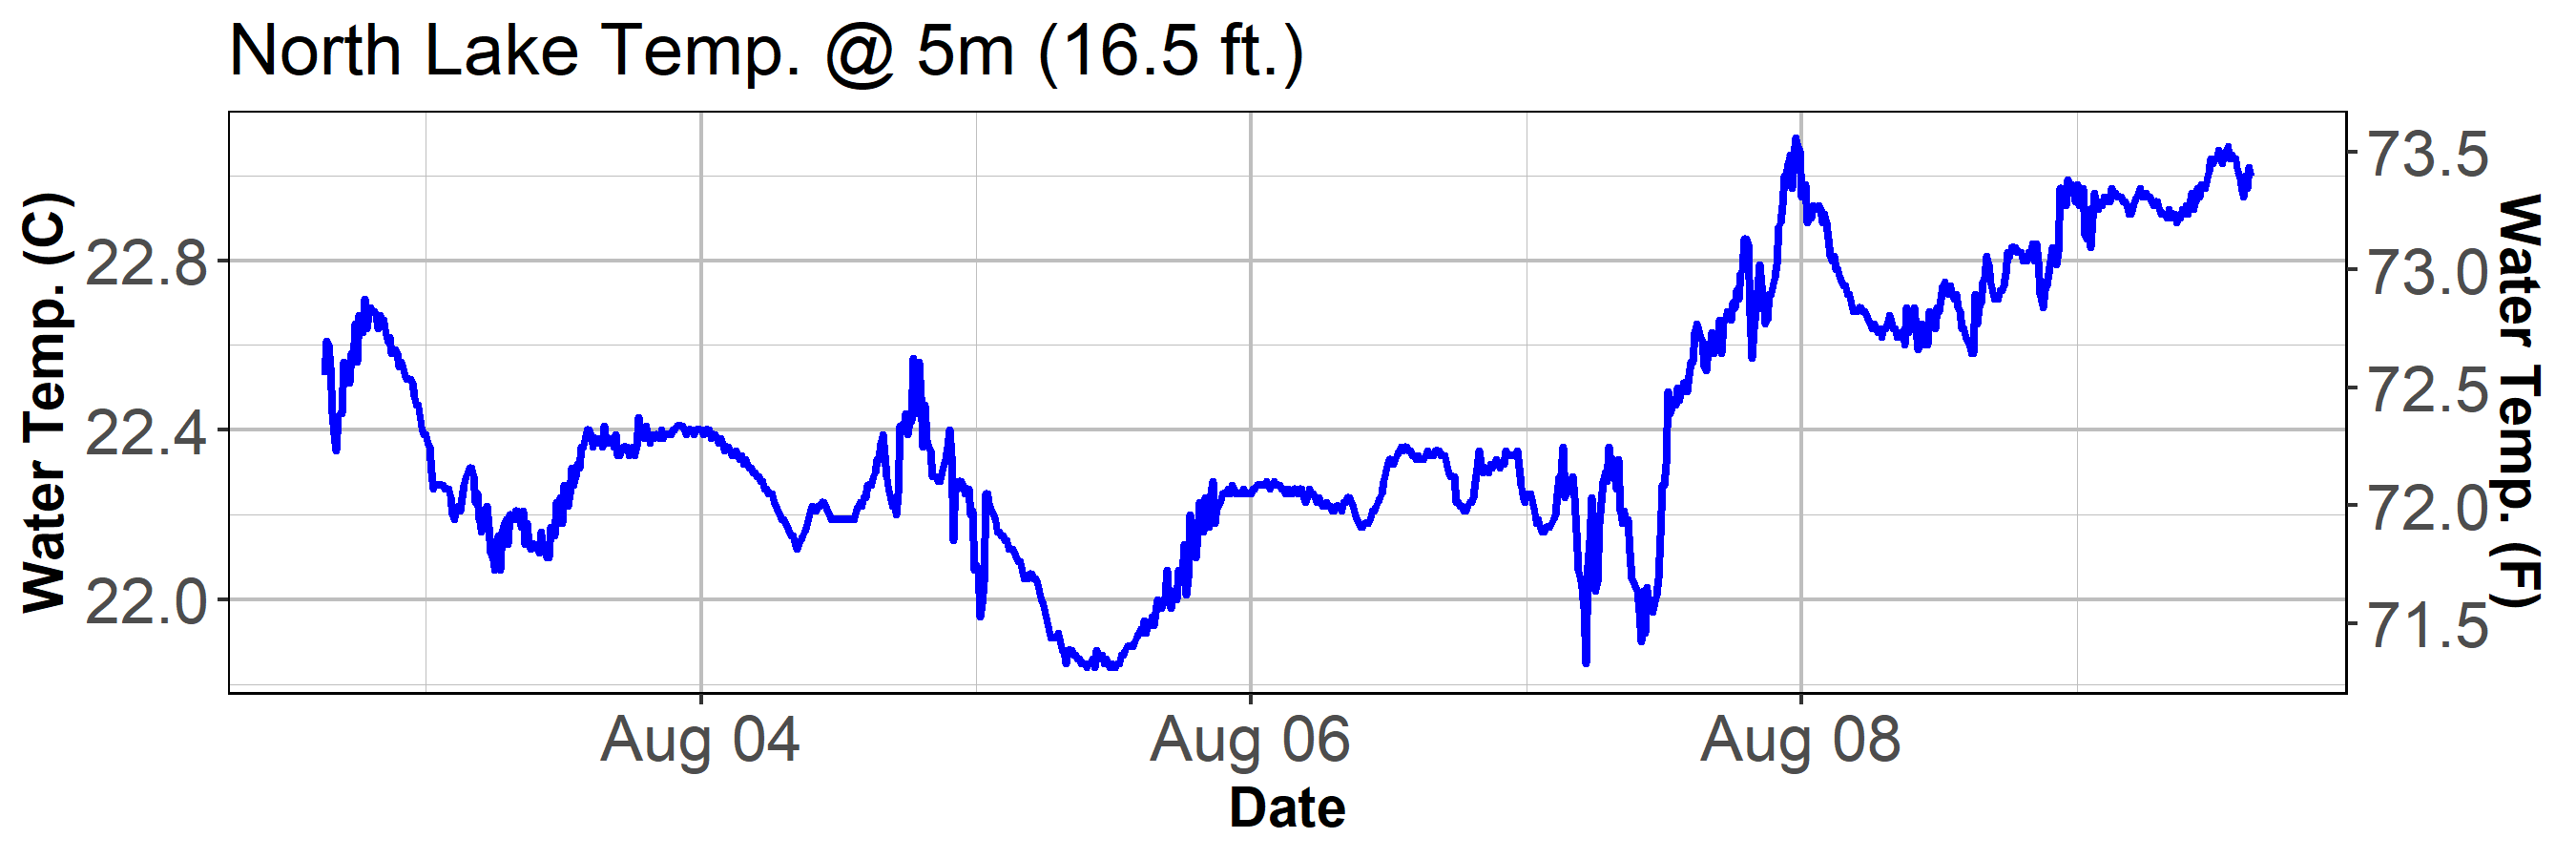 North Lake Temp. @ 5m (16.5 ft.)
Water Temp. (C)
22.8
22.4
22.0
73.5
73.0
72.5
72.0
71.5
Water Temp. (F)
Aug 04 Aug 06 Aug 08
Date